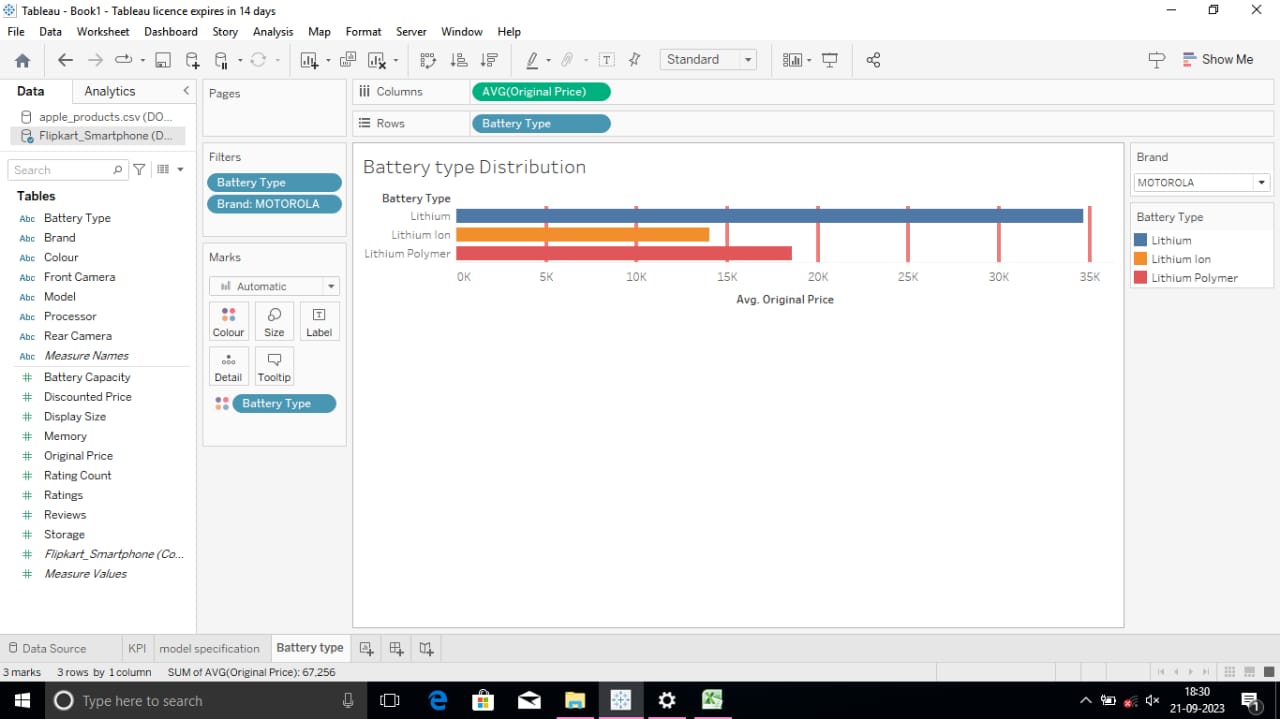 Tableau - Book1 - Tableau licence expires in 14 days
File Data Worksheet Dashboard Story Analysis Map Format Server Window Help
Standard
Show Me
Data Analytics
apple_products.csv (DO...
Flipkart_Smartphone (D...
Search
Tables
Abc Battery Type
Abc Brand
Abc Colour
Abc Front Camera
Abc Model
Abc Processor
Abc Rear Camera
Abc Measure Names
# Battery Capacity
# Discounted Price
# Display Size
# Memory
# Original Price
# Rating Count
# Ratings
# Reviews
# Storage
# Flipkart_Smartphone (Co...
# Measure Values
Pages
Filters
Battery Type
Brand: MOTOROLA
Marks
Automatic
Colour Size Label
Detail Tooltip
Battery Type
Columns AVG(Original Price)
Rows Battery Type
Battery type Distribution
Battery Type
Lithium
Lithium Ion
Lithium Polymer
0K 5K 10K 15K 20K 25K 30K 35K
Avg. Original Price
Brand
MOTOROLA
Battery Type
Lithium
Lithium Ion
Lithium Polymer
Data Source KPI model specification Battery type
3 marks 3 rows by 1 column SUM of AVG(Original Price): 67,256
Type here to search
18:30
21-09-2023
1